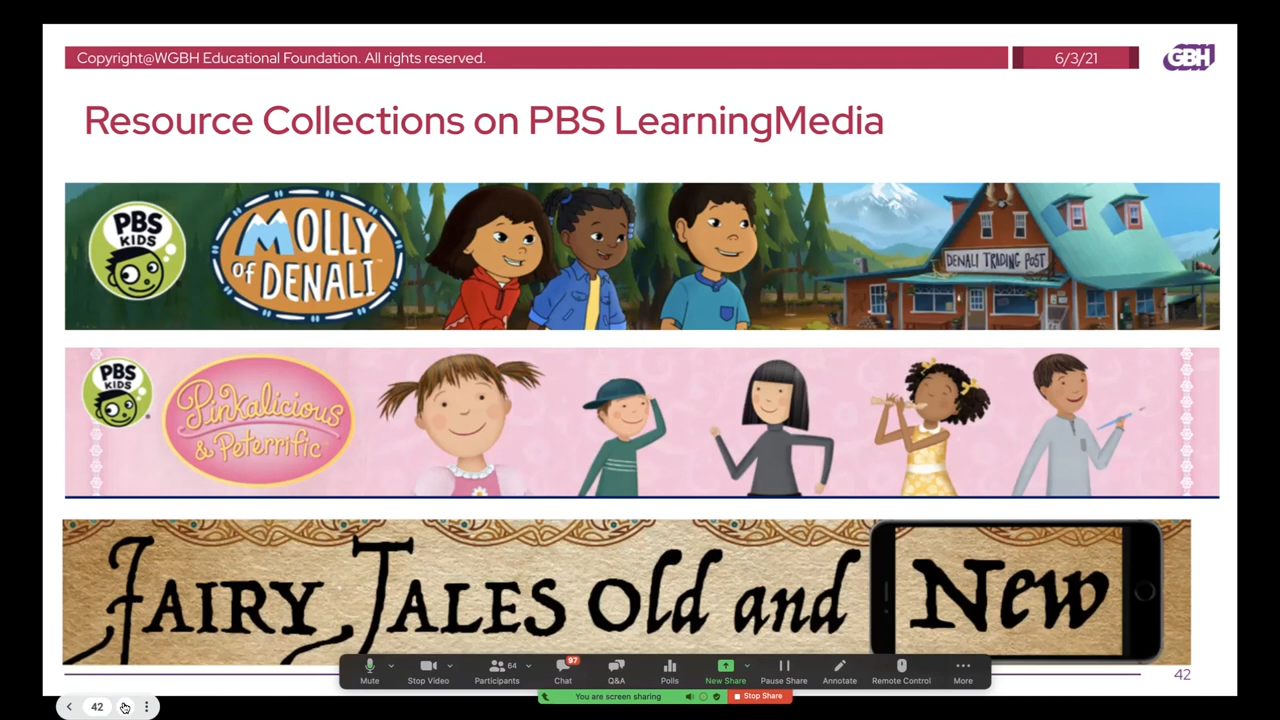 Copyright@WGBH Educational Foundation. All rights reserved.
6/3/21
GBH
Resource Collections on PBS LearningMedia
PBS
KIDS
MOLLY
OF DENALI
DENALI TRADING POST
PBS
KIDS
Pinkalicious
& Peterrific
FAIRY TALES Old and New
Mute
Stop Video
64
Participants
97
Chat
Q&A
Polls
New Share
Pause Share
Annotate
Remote Control
More
42
You are screen sharing
Stop Share
42